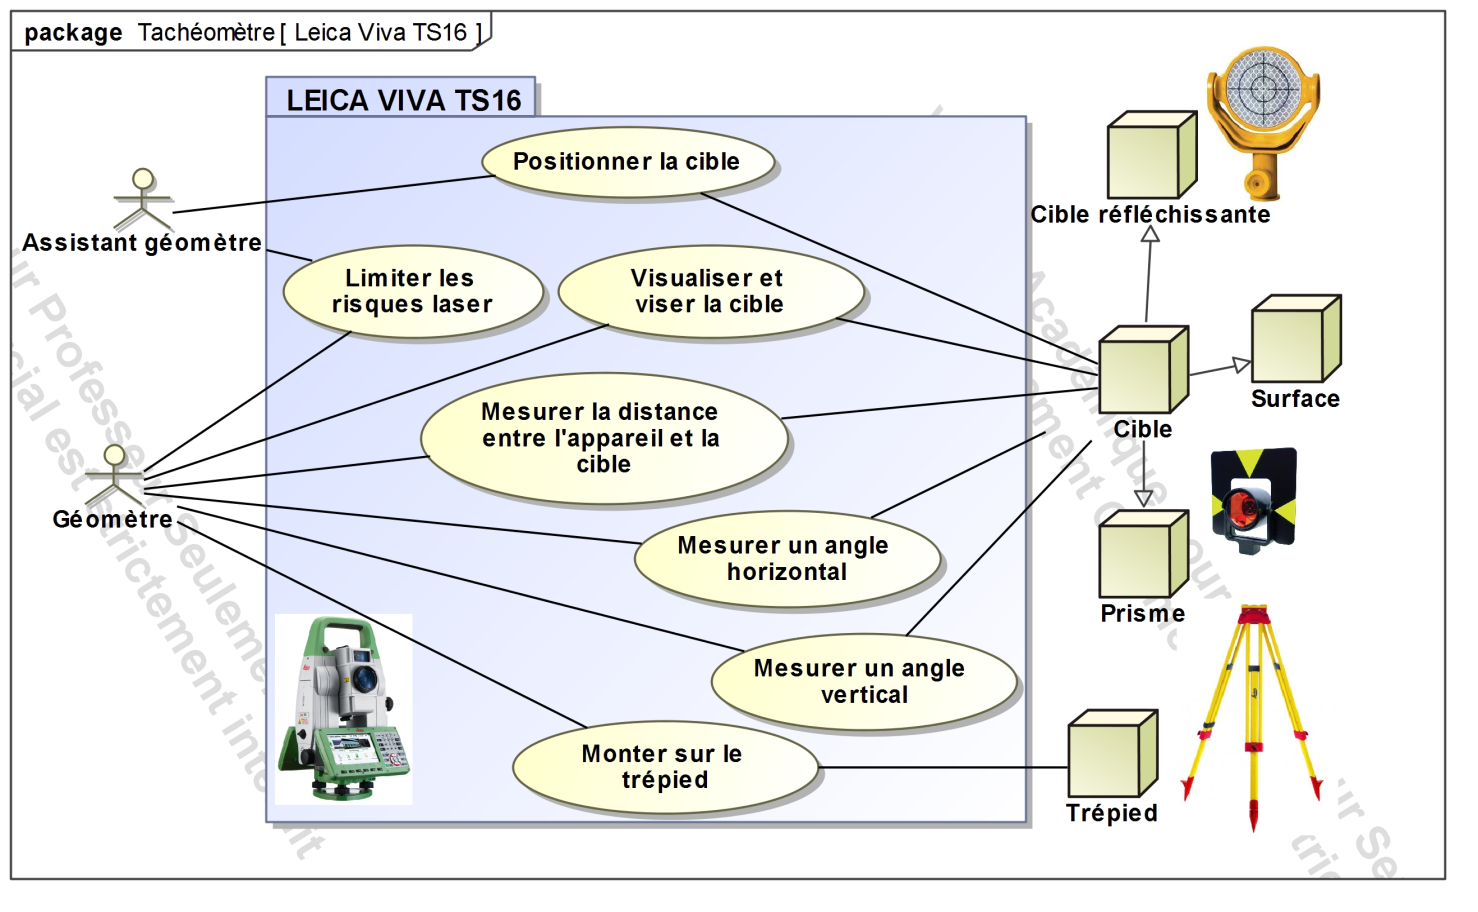 package Tachéomètre [ Leica Viva TS16 ]
LEICA VIVA TS16
Positionner la cible
Assistant géomètre
Limiter les
risques laser
Visualiser et
viser la cible
Mesurer la distance
entre l'appareil et la
cible
Géomètre
Mesurer un angle
horizontal
Mesurer un angle
vertical
Monter sur le
trépied
Cible réfléchissante
Cible
Surface
Prisme
Trépied